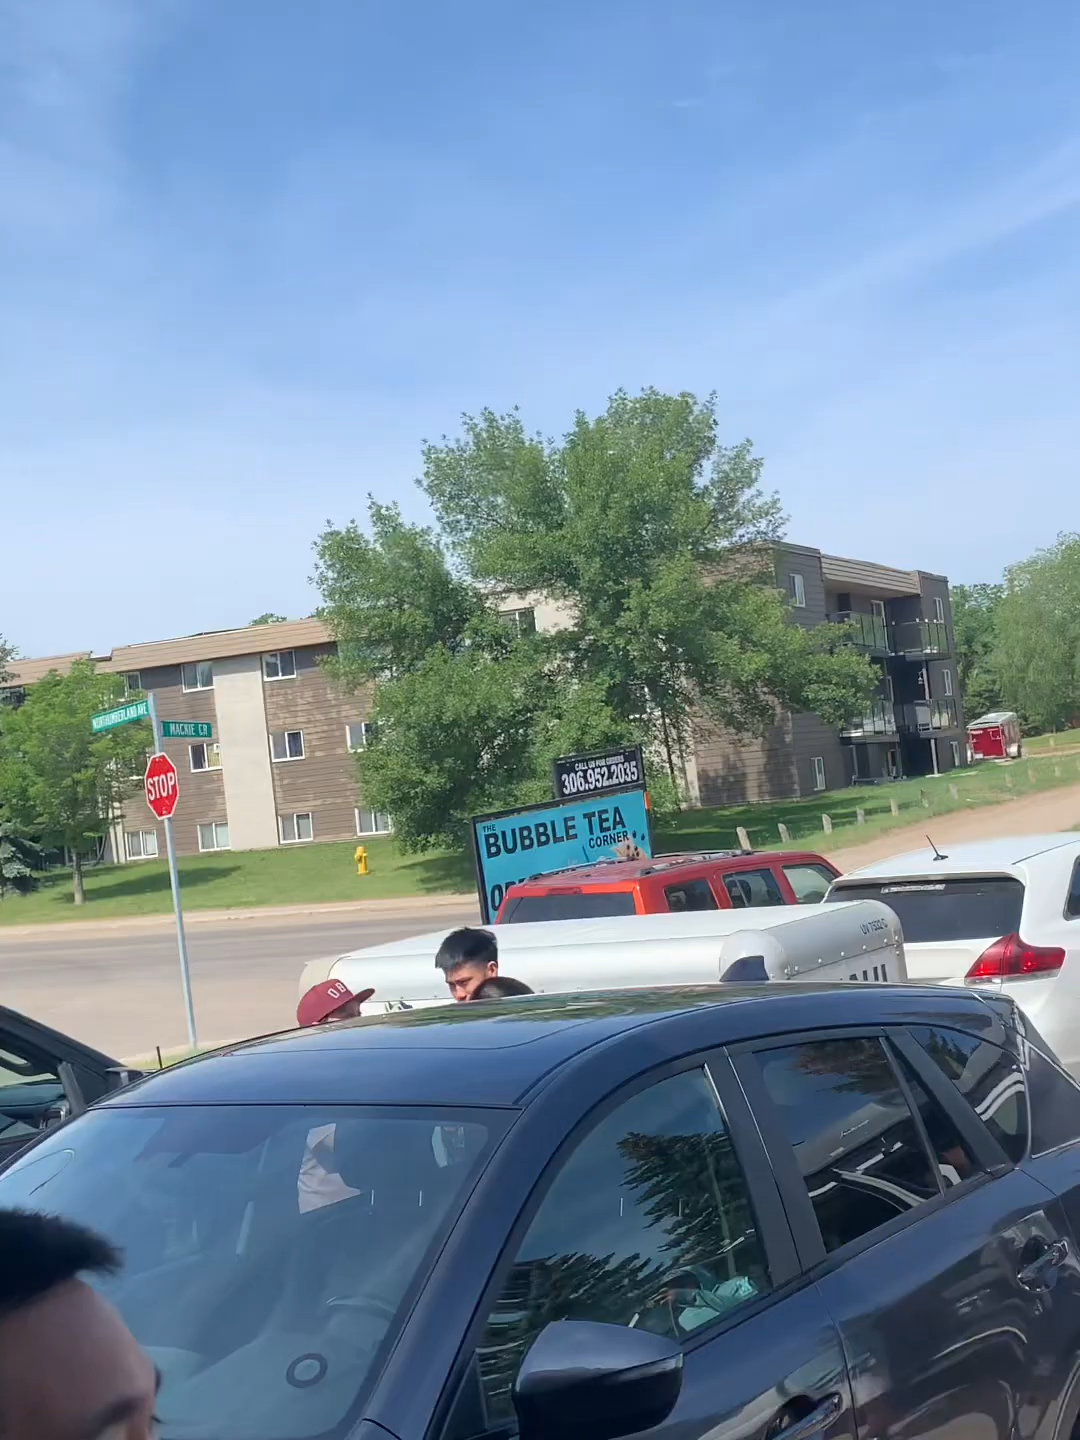 NORTHUMBERLAND AVE
MACKIE CR
STOP
CALL US FOR ORDERS
306.952.2035
THE
BUBBLE TEA
CORNER